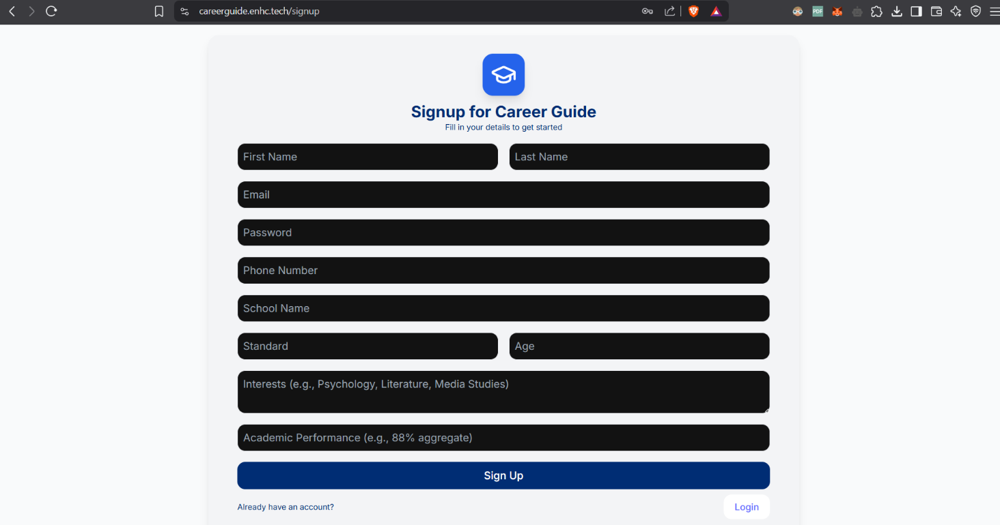 careerguide.enhc.tech/signup
PDF
Signup for Career Guide
Fill in your details to get started
First Name Last Name
Email
Password
Phone Number
School Name
Standard Age
Interests (e.g., Psychology, Literature, Media Studies)
Academic Performance (e.g., 88% aggregate)
Sign Up
Already have an account? Login